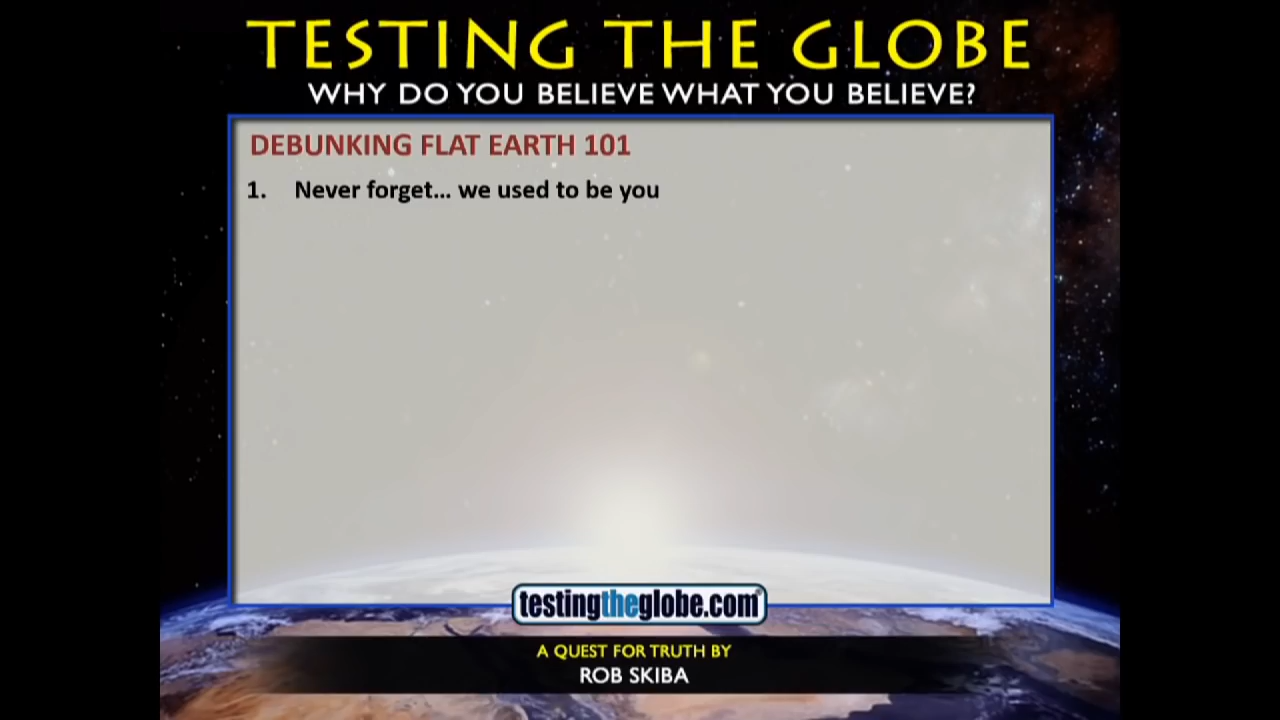 TESTING THE GLOBE
WHY DO YOU BELIEVE WHAT YOU BELIEVE?
DEBUNKING FLAT EARTH 101
1. Never forget... we used to be you
testingtheglobe.com
A QUEST FOR TRUTH BY
ROB SKIBA